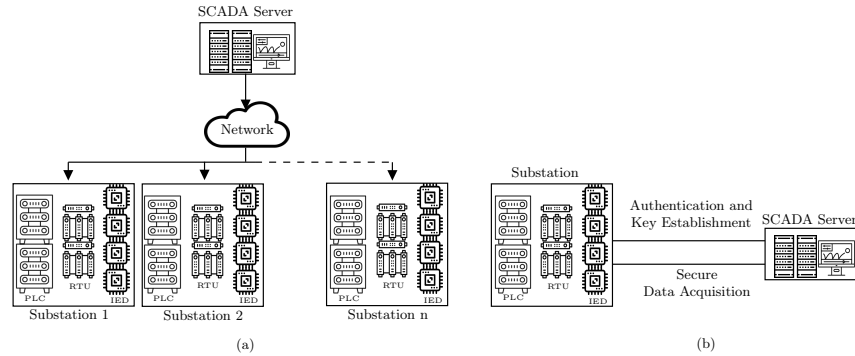 SCADA Server
Network
PLC
RTU
IED
Substation 1
PLC
RTU
IED
Substation 2
PLC
RTU
IED
Substation n
(a)
Substation
PLC
RTU
IED
Authentication and
Key Establishment
Secure
Data Acquisition
SCADA Server
(b)